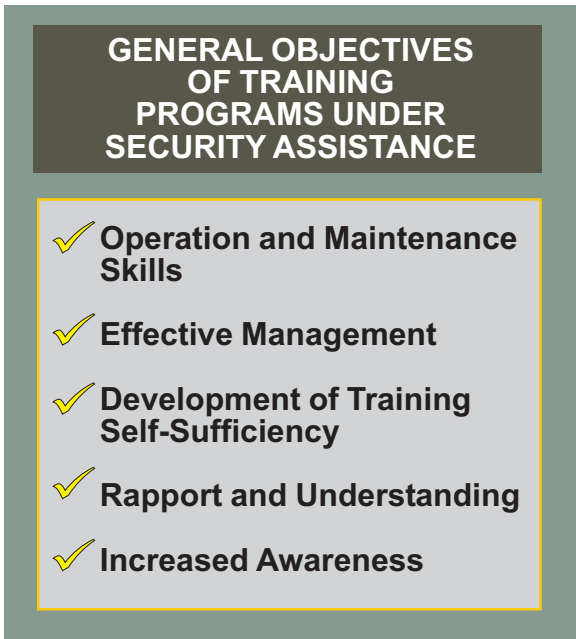 GENERAL OBJECTIVES
OF TRAINING
PROGRAMS UNDER
SECURITY ASSISTANCE
Operation and Maintenance
Skills
Effective Management
Development of Training
Self-Sufficiency
Rapport and Understanding
Increased Awareness